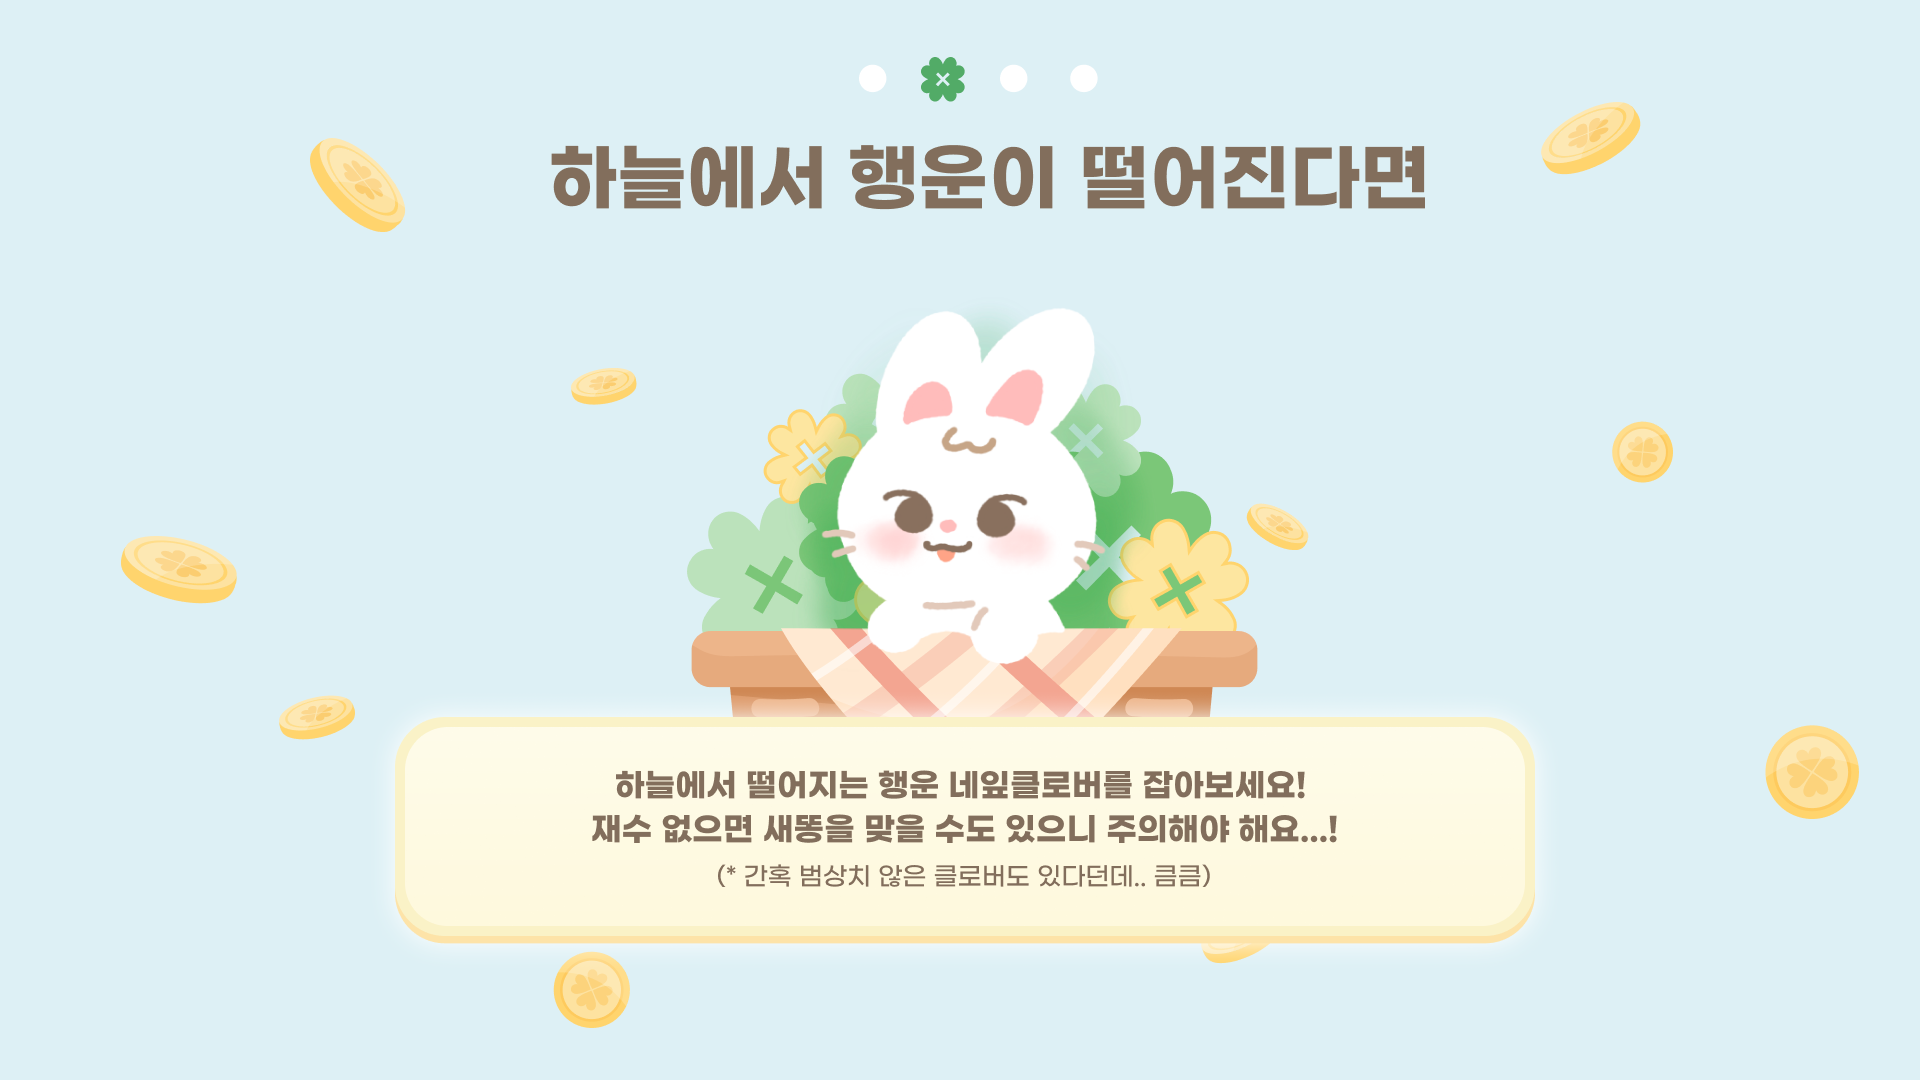 하늘에서 행운이 떨어진다면
하늘에서 떨어지는 행운 네잎클로버를 잡아보세요!
재수 없으면 새똥을 맞을 수도 있으니 주의해야 해요...!
(* 간혹 범상치 않은 클로버도 있다던데.. 큼큼)